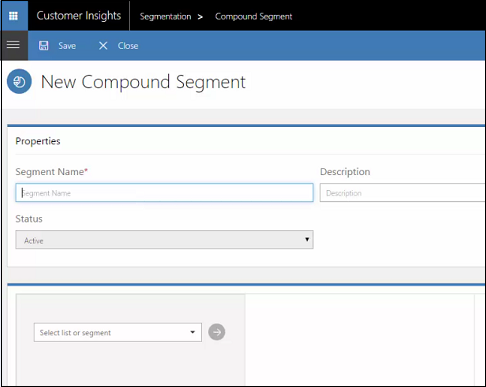 Customer Insights Segmentation > Compound Segment
Save Close
New Compound Segment
Properties
Segment Name* Description
Segment Name Description
Status
Active
Select list or segment